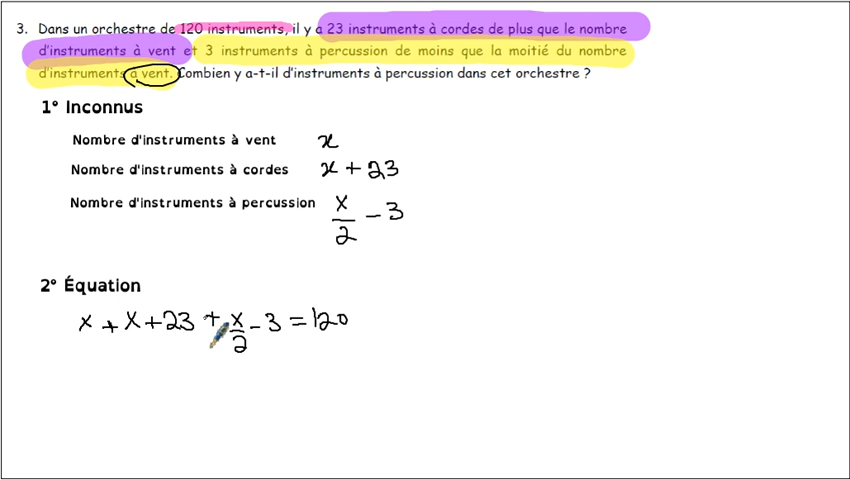 3. Dans un orchestre de 120 instruments, il y a 23 instruments à cordes de plus que le nombre
d'instruments à vent et 3 instruments à percussion de moins que la moitié du nombre
d'instruments à vent. Combien y a-t-il d'instruments à percussion dans cet orchestre ?
1° Inconnus
Nombre d'instruments à vent x
Nombre d'instruments à cordes x + 23
Nombre d'instruments à percussion x/2 - 3
2° Équation
x + x + 23 + x/2 - 3 = 120